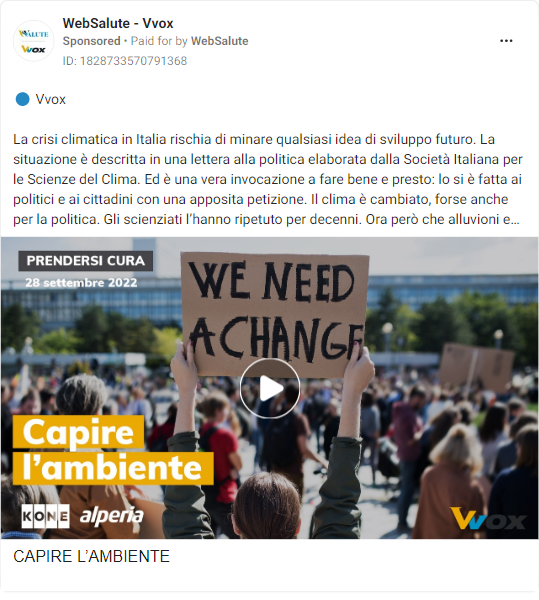 WebSalute - Vvox
Sponsored • Paid for by WebSalute
ID: 1828733570791368
WSALUTE
VVOX
Vvox
La crisi climatica in Italia rischia di minare qualsiasi idea di sviluppo futuro. La
situazione è descritta in una lettera alla politica elaborata dalla Società Italiana per
le Scienze del Clima. Ed è una vera invocazione a fare bene e presto: lo si è fatta ai
politici e ai cittadini con una apposita petizione. Il clima è cambiato, forse anche
per la politica. Gli scienziati l’hanno ripetuto per decenni. Ora però che alluvioni e…
PRENDERSI CURA
28 settembre 2022
WE NEED
A CHANGE
Capire
l’ambiente
KONE alperia
VVOX
CAPIRE L’AMBIENTE